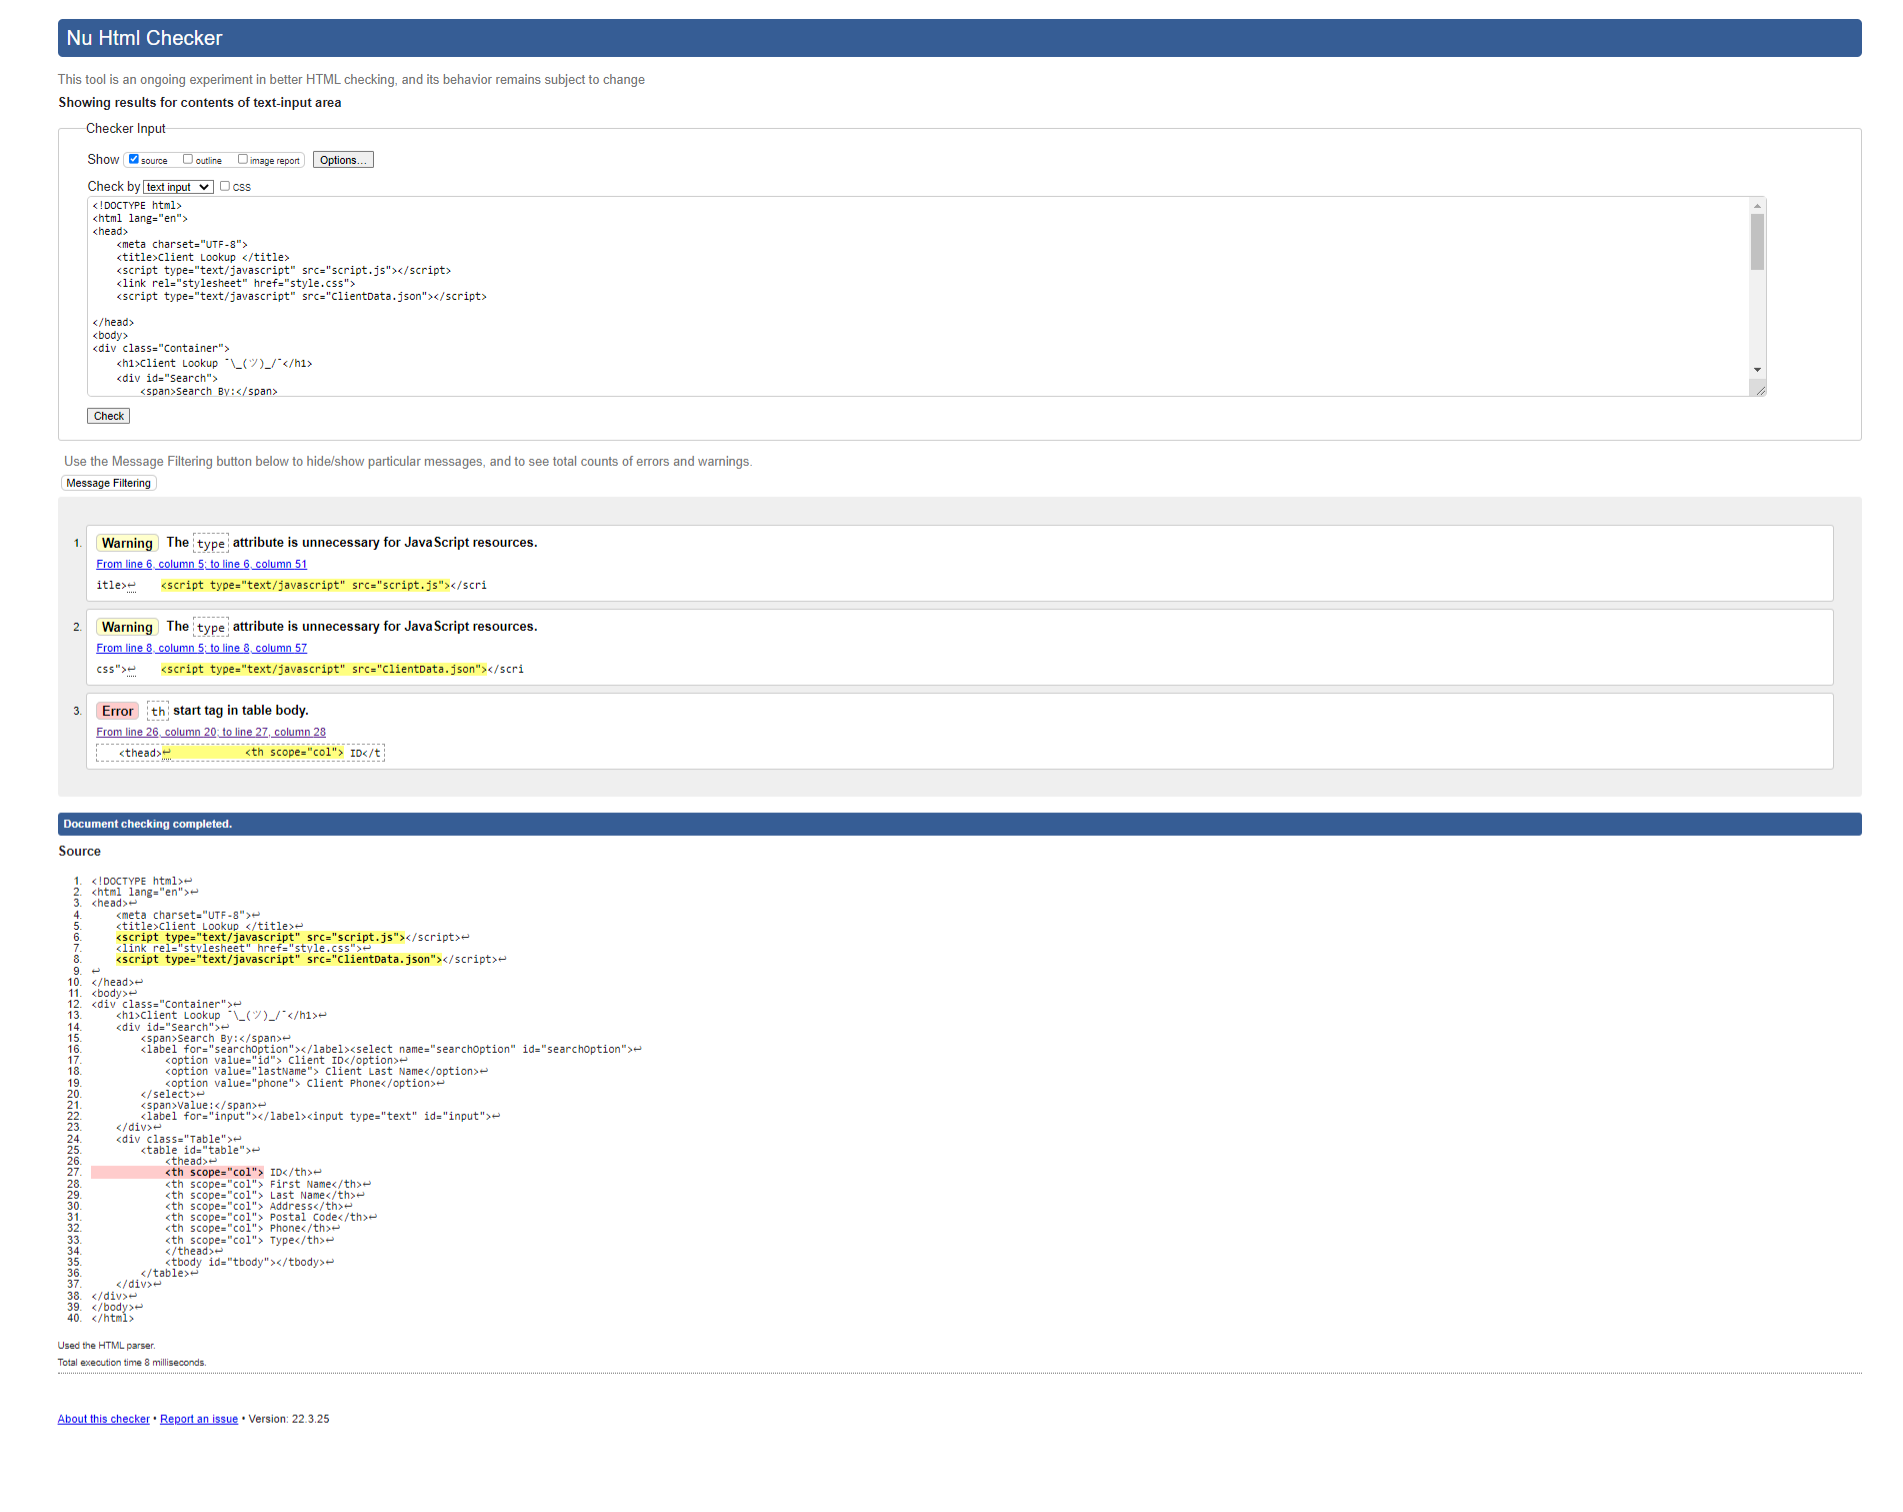 Nu Html Checker
This tool is an ongoing experiment in better HTML checking, and its behavior remains subject to change
Showing results for contents of text-input area
Checker Input
Show source outline image report Options...
Check by text input css
<!DOCTYPE html>
<html lang="en">
<head>
    <meta charset="UTF-8">
    <title>Client Lookup </title>
    <script type="text/javascript" src="script.js"></script>
    <link rel="stylesheet" href="style.css">
    <script type="text/javascript" src="ClientData.json"></script>

</head>
<body>
<div class="Container">
    <h1>Client Lookup ¯\_(ツ)_/¯</h1>
    <div id="Search">
        <span>Search By:</span>
Check
Use the Message Filtering button below to hide/show particular messages, and to see total counts of errors and warnings.
Message Filtering
1. Warning The type attribute is unnecessary for JavaScript resources.
From line 6, column 5; to line 6, column 51
itle>↩    <script type="text/javascript" src="script.js"></scri
2. Warning The type attribute is unnecessary for JavaScript resources.
From line 8, column 5; to line 8, column 57
css">↩    <script type="text/javascript" src="ClientData.json"></scri
3. Error th start tag in table body.
From line 26, column 20; to line 27, column 28
<thead>↩            <th scope="col"> ID</t
Document checking completed.
Source
1. <!DOCTYPE html>↩
2. <html lang="en">↩
3. <head>↩
4.     <meta charset="UTF-8">↩
5.     <title>Client Lookup </title>↩
6.     <script type="text/javascript" src="script.js"></script>↩
7.     <link rel="stylesheet" href="style.css">↩
8.     <script type="text/javascript" src="ClientData.json"></script>↩
9. ↩
10. </head>↩
11. <body>↩
12. <div class="Container">↩
13.     <h1>Client Lookup ¯\_(ツ)_/¯</h1>↩
14.     <div id="Search">↩
15.         <span>Search By:</span>↩
16.         <label for="searchOption"></label><select name="searchOption" id="searchOption">↩
17.             <option value="id"> Client ID</option>↩
18.             <option value="lastName"> Client Last Name</option>↩
19.             <option value="phone"> Client Phone</option>↩
20.         </select>↩
21.         <span>Value:</span>↩
22.         <label for="input"></label><input type="text" id="input">↩
23.     </div>↩
24.     <div class="Table">↩
25.         <table id="table">↩
26.             <thead>↩
27.             <th scope="col"> ID</th>↩
28.             <th scope="col"> First Name</th>↩
29.             <th scope="col"> Last Name</th>↩
30.             <th scope="col"> Address</th>↩
31.             <th scope="col"> Postal Code</th>↩
32.             <th scope="col"> Phone</th>↩
33.             <th scope="col"> Type</th>↩
34.             </thead>↩
35.             <tbody id="tbody"></tbody>↩
36.         </table>↩
37.     </div>↩
38. </div>↩
39. </body>↩
40. </html>
Used the HTML parser.
Total execution time 8 milliseconds.
About this checker • Report an issue • Version: 22.3.25